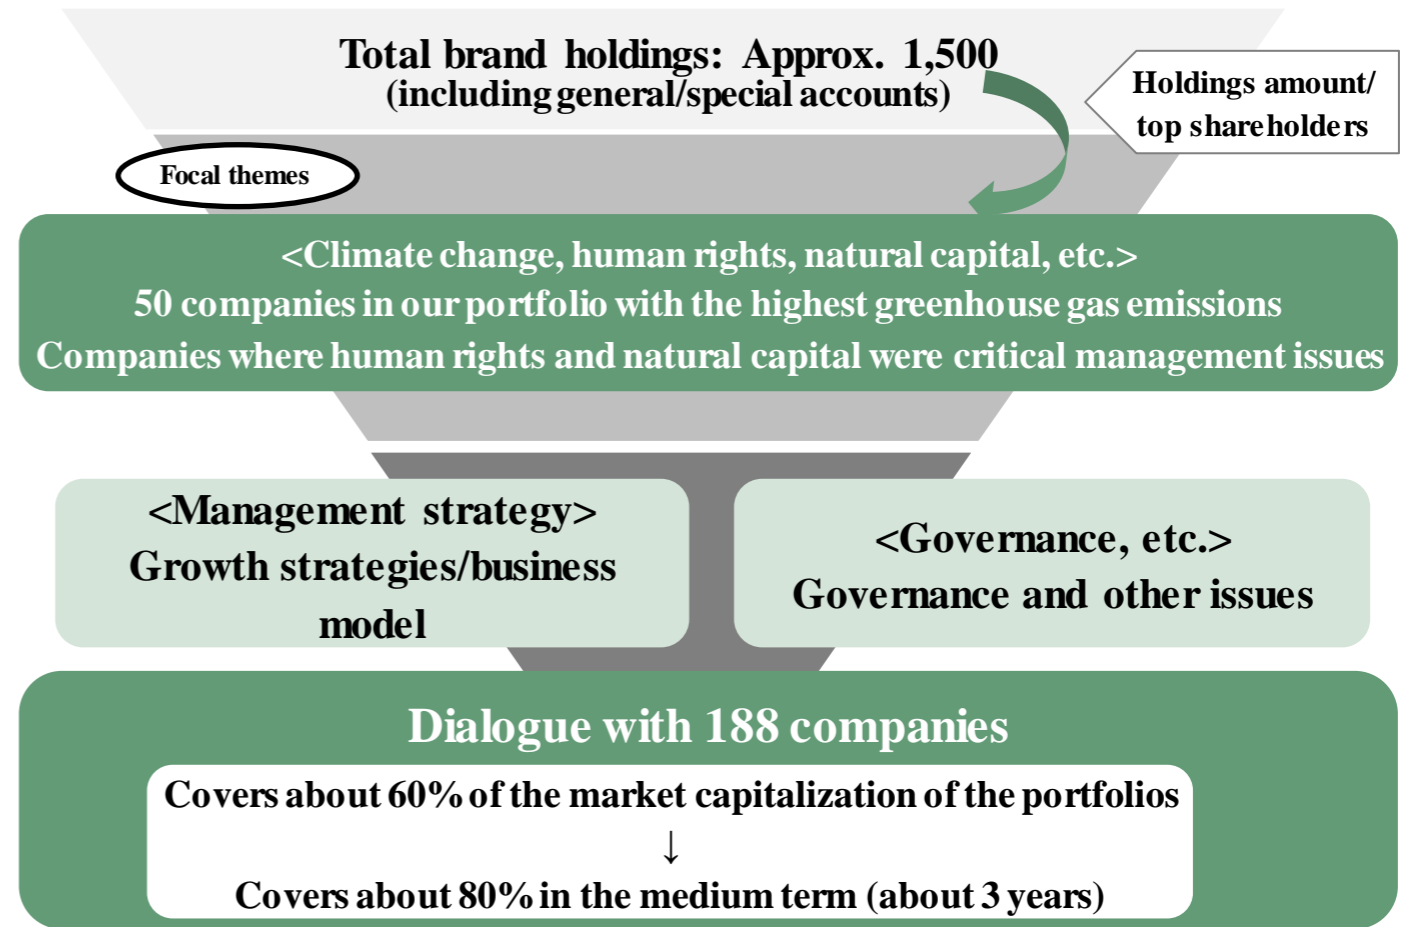 Total brand holdings: Approx. 1,500
(including general/special accounts)
Holdings amount/
top shareholders
Focal themes
<Climate change, human rights, natural capital, etc.>
50 companies in our portfolio with the highest greenhouse gas emissions
Companies where human rights and natural capital were critical management issues
<Management strategy>
Growth strategies/business
model
<Governance, etc.>
Governance and other issues
Dialogue with 188 companies
Covers about 60% of the market capitalization of the portfolios
↓
Covers about 80% in the medium term (about 3 years)